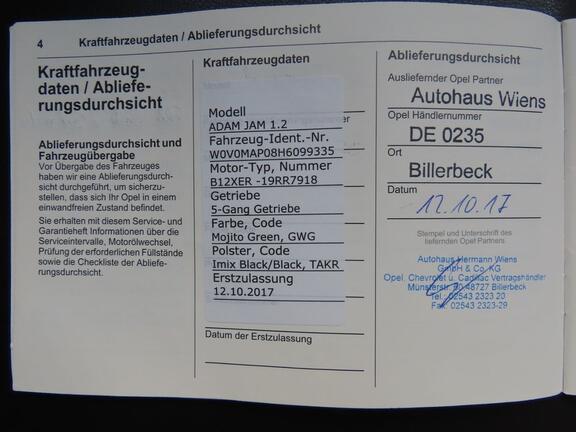 4 Kraftfahrzeugdaten / Ablieferungsdurchsicht
Kraftfahrzeug-
daten / Abliefe-
rungsdurchsicht
Ablieferungsdurchsicht und
Fahrzeugübergabe
Vor Übergabe des Fahrzeuges
haben wir eine Ablieferungsdurch-
sicht durchgeführt, um sicherzu-
stellen, dass sich Ihr Opel in einem
einwandfreien Zustand befindet.
Sie erhalten mit diesem Service- und
Garantieheft Informationen über die
Serviceintervalle, Motorölwechsel,
Prüfung der erforderlichen Füllstände
sowie die Checkliste der Abliefe-
rungsdurchsicht.
Kraftfahrzeugdaten
Modell
ADAM JAM 1.2
Fahrzeug-Ident.-Nr.
W0V0MAP08H6099335
Motor-Typ, Nummer
B12XER -19RR7918
Getriebe
5-Gang Getriebe
Farbe, Code
Mojito Green, GWG
Polster, Code
Imix Black/Black, TAKR
Erstzulassung
12.10.2017
Datum der Erstzulassung
Ablieferungsdurchsicht
Ausliefernder Opel Partner
Autohaus Wiens
Opel Händlernummer
DE 0235
Ort
Billerbeck
Datum
12.10.17
Stempel und Unterschrift des
liefernden Opel Partners
Autohaus Hermann Wiens
GmbH & Co. KG
Opel, Chevrolet u. Cadillac Vertragshändler
Münsterstr. 60 48727 Billerbeck
Tel.: 02543 2323 20
Fax: 02543 2323-29